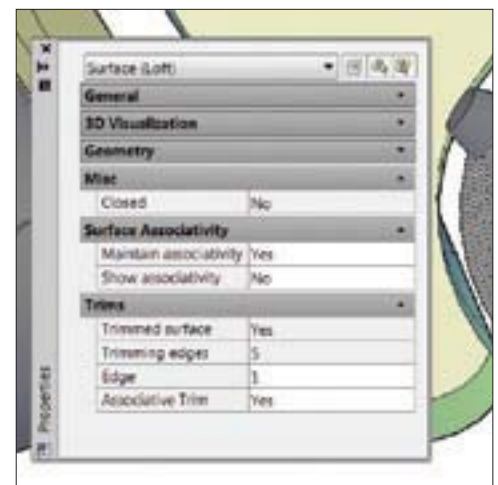 Surface (Loft)
General
3D Visualization
Geometry
Misc
Closed No
Surface Associativity
Maintain associativity Yes
Show associativity No
Trims
Trimmed surface Yes
Trimming edges 5
Edge 1
Associative Trim Yes
Properties